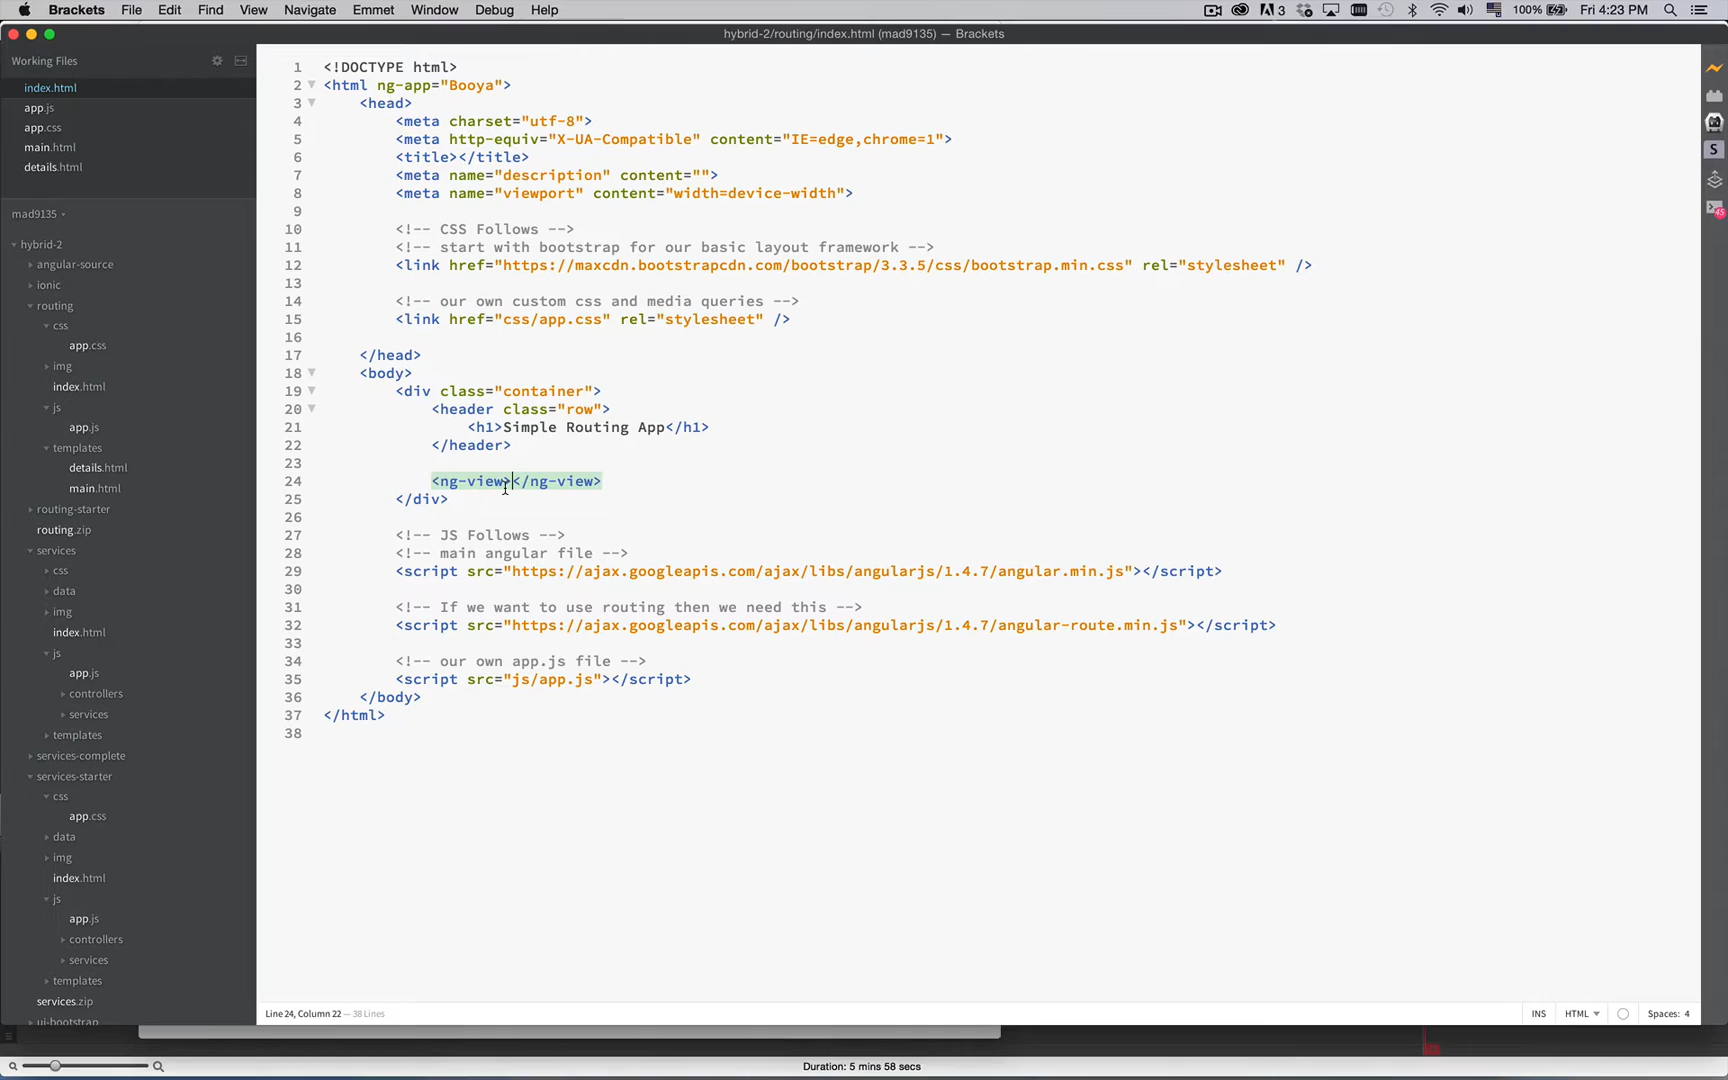 Brackets File Edit Find View Navigate Emmet Window Debug Help 3 100% Fri 4:23 PM
hybrid-2/routing/index.html (mad9135) — Brackets
Working Files
index.html
app.js
app.css
main.html
details.html
mad9135
hybrid-2
angular-source
ionic
routing
css
app.css
img
index.html
js
app.js
templates
details.html
main.html
routing-starter
routing.zip
services
css
data
img
index.html
js
app.js
controllers
services
templates
services-complete
services-starter
css
app.css
data
img
index.html
js
app.js
controllers
services
templates
services.zip
ui-bootstrap
1 <!DOCTYPE html>
2 <html ng-app="Booya">
3 <head>
4 <meta charset="utf-8">
5 <meta http-equiv="X-UA-Compatible" content="IE=edge,chrome=1">
6 <title></title>
7 <meta name="description" content="">
8 <meta name="viewport" content="width=device-width">
9
10 <!-- CSS Follows -->
11 <!-- start with bootstrap for our basic layout framework -->
12 <link href="https://maxcdn.bootstrapcdn.com/bootstrap/3.3.5/css/bootstrap.min.css" rel="stylesheet" />
13
14 <!-- our own custom css and media queries -->
15 <link href="css/app.css" rel="stylesheet" />
16
17 </head>
18 <body>
19 <div class="container">
20 <header class="row">
21 <h1>Simple Routing App</h1>
22 </header>
23
24 <ng-view></ng-view>
25 </div>
26
27 <!-- JS Follows -->
28 <!-- main angular file -->
29 <script src="https://ajax.googleapis.com/ajax/libs/angularjs/1.4.7/angular.min.js"></script>
30
31 <!-- If we want to use routing then we need this -->
32 <script src="https://ajax.googleapis.com/ajax/libs/angularjs/1.4.7/angular-route.min.js"></script>
33
34 <!-- our own app.js file -->
35 <script src="js/app.js"></script>
36 </body>
37 </html>
38
S
45
Line 24, Column 22 — 38 Lines INS HTML Spaces: 4
Duration: 5 mins 58 secs